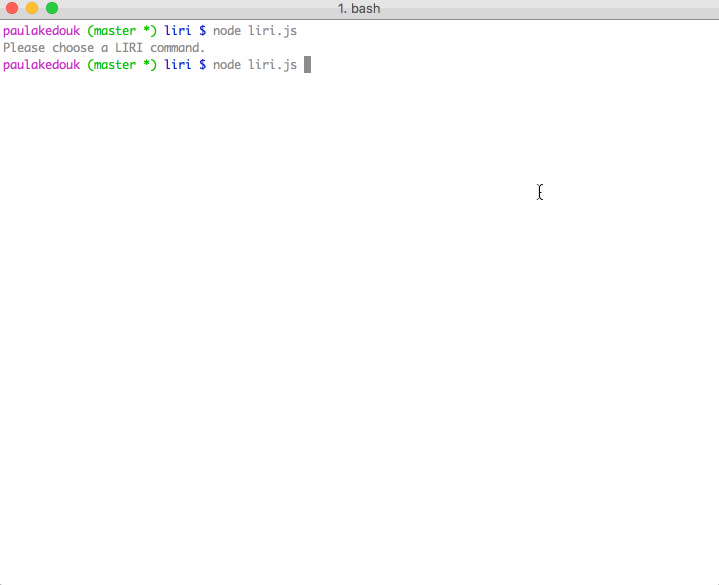 1. bash
paulakedouk (master *) liri $ node liri.js
Please choose a LIRI command.
paulakedouk (master *) liri $ node liri.js